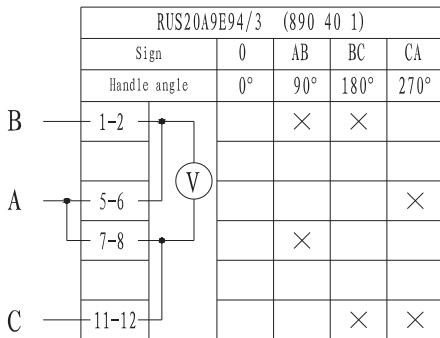 RUS20A9E94/3 (890 40 1)
Sign 0 AB BC CA
Handle angle 0° 90° 180° 270°
B 1-2 × ×
V
A 5-6 ×
7-8 ×
C 11-12 × ×